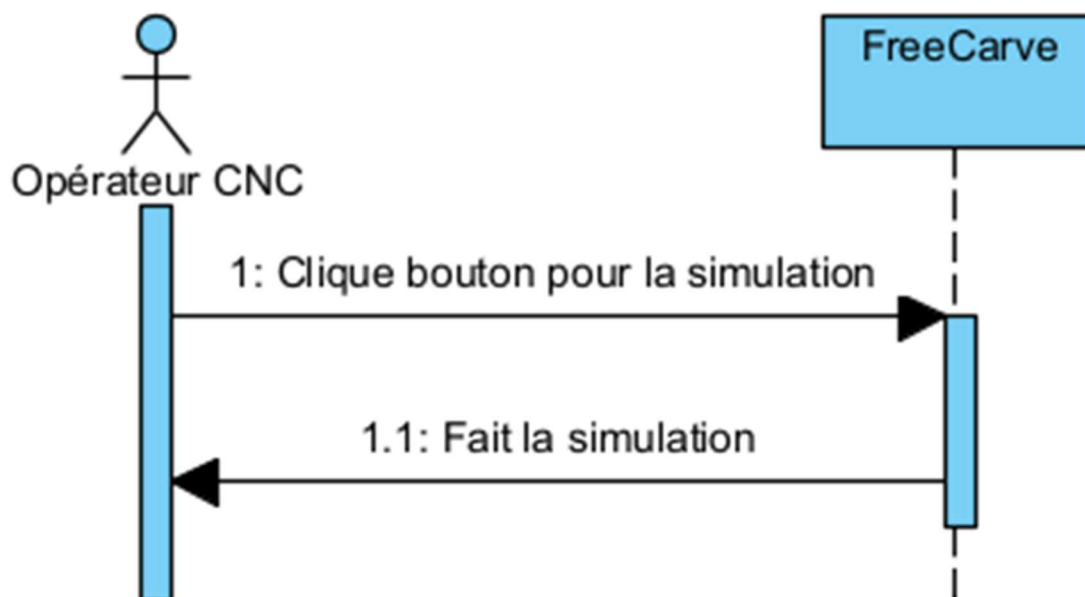 FreeCarve
Opérateur CNC
1: Clique bouton pour la simulation
1.1: Fait la simulation